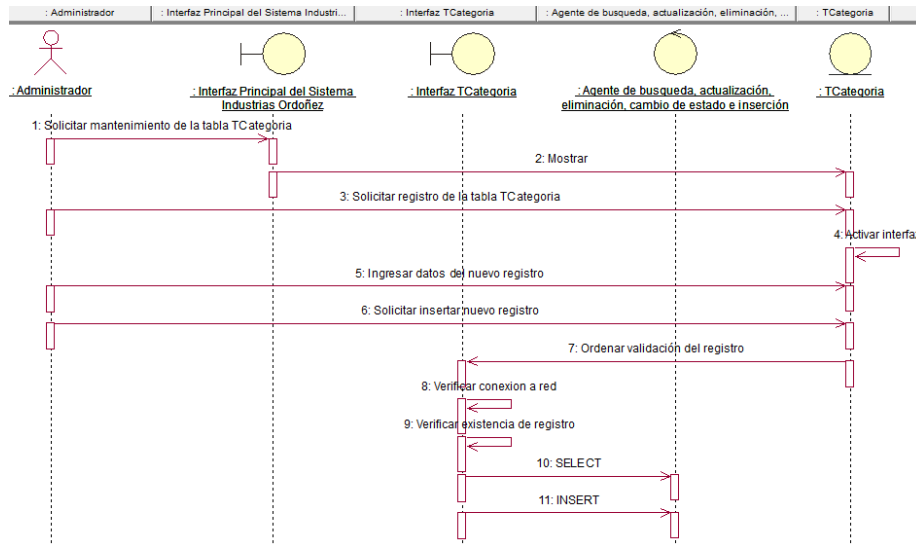 : Administrador
: Interfaz Principal del Sistema Industri...
: Interfaz TCategoria
: Agente de busqueda, actualización, eliminación, ...
: TCategoria
: Administrador
: Interfaz Principal del Sistema
Industrias Ordoñez
: Interfaz TCategoria
: Agente de busqueda, actualización,
eliminación, cambio de estado e inserción
: TCategoria
1: Solicitar mantenimiento de la tabla TCategoria
2: Mostrar
3: Solicitar registro de la tabla TCategoria
4: Activar interfaz
5: Ingresar datos del nuevo registro
6: Solicitar insertar nuevo registro
7: Ordenar validación del registro
8: Verificar conexion a red
9: Verificar existencia de registro
10: SELECT
11: INSERT